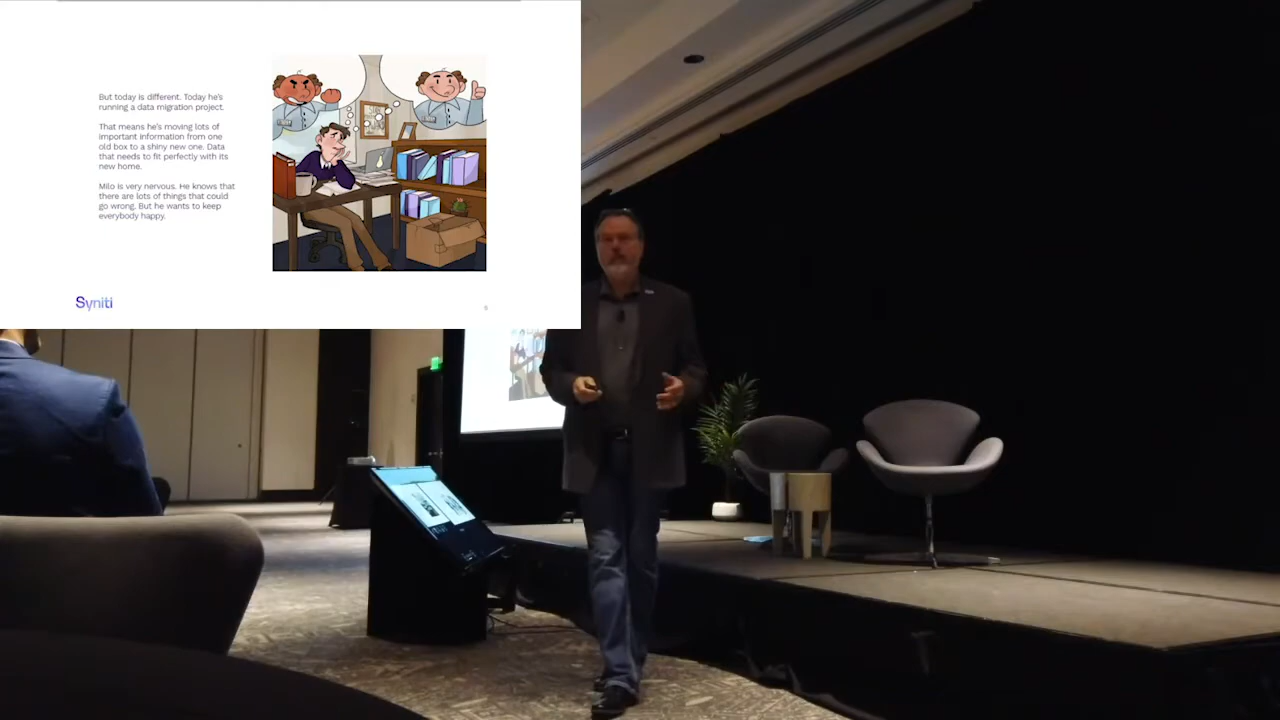 But today is different. Today he's
running a data migration project.
That means he's moving lots of
important information from one
old box to a shiny new one. Data
that needs to fit perfectly with its
new home.
Milo is very nervous. He knows that
there are lots of things that could
go wrong. But he wants to keep
everybody happy.
Syniti